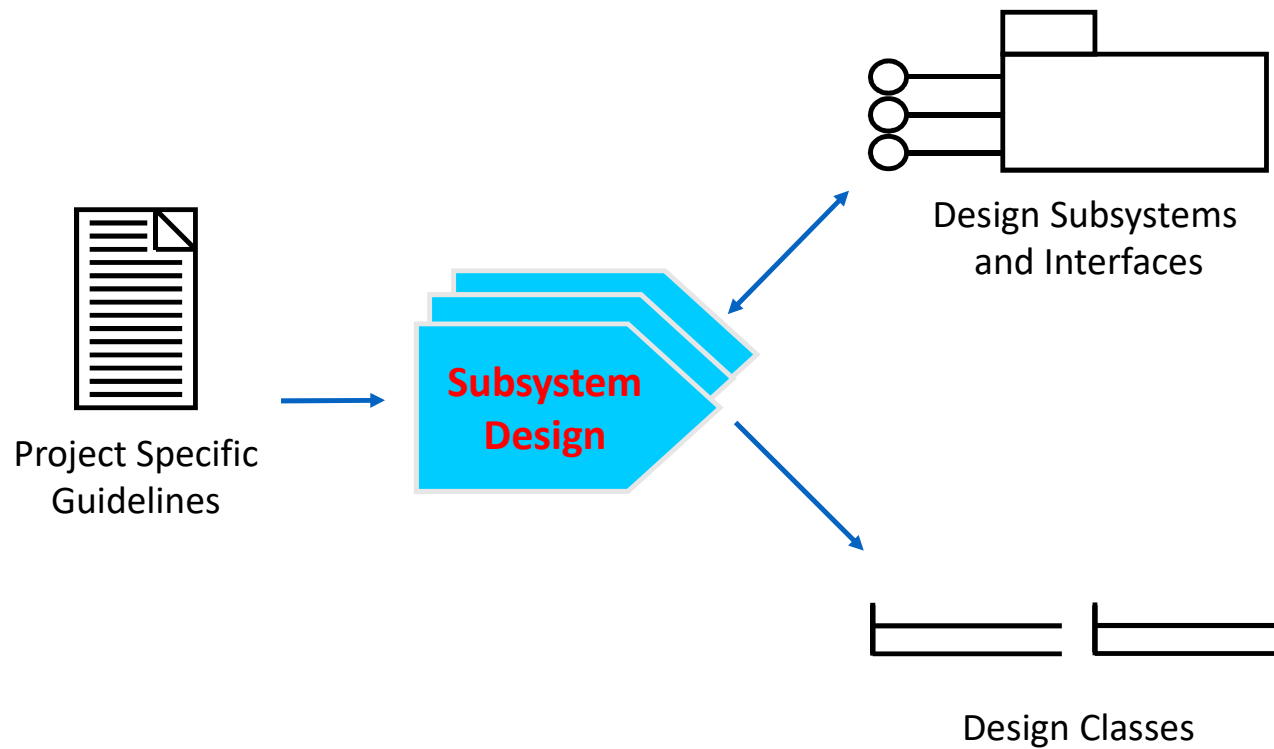 Design Subsystems
and Interfaces
Subsystem
Design
Project Specific
Guidelines
Design Classes